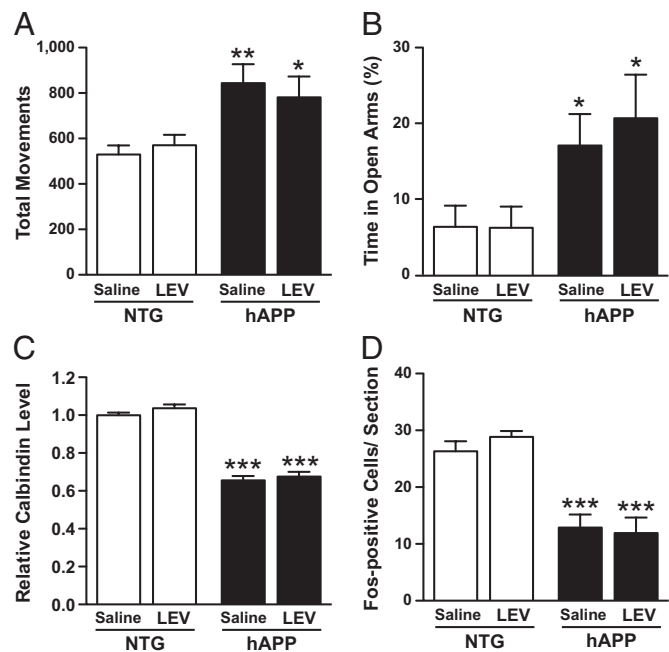 A
Total Movements
1,000
800
600
400
200
0
**
*
Saline LEV Saline LEV
NTG hAPP
B
Time in Open Arms (%)
30
20
10
0
*
*
Saline LEV Saline LEV
NTG hAPP
C
Relative Calbindin Level
1.2
1.0
0.8
0.6
0.4
0.2
0.0
*** ***
Saline LEV Saline LEV
NTG hAPP
D
Fos-positive Cells/ Section
40
30
20
10
0
*** ***
Saline LEV Saline LEV
NTG hAPP